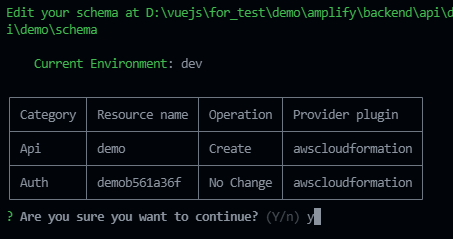 Edit your schema at D:\vuejs\for_test\demo\amplify\backend\api\d
i\demo\schema
Current Environment: dev
Category Resource name Operation Provider plugin
Api demo Create awscloudformation
Auth demob561a36f No Change awscloudformation
? Are you sure you want to continue? (Y/n) y